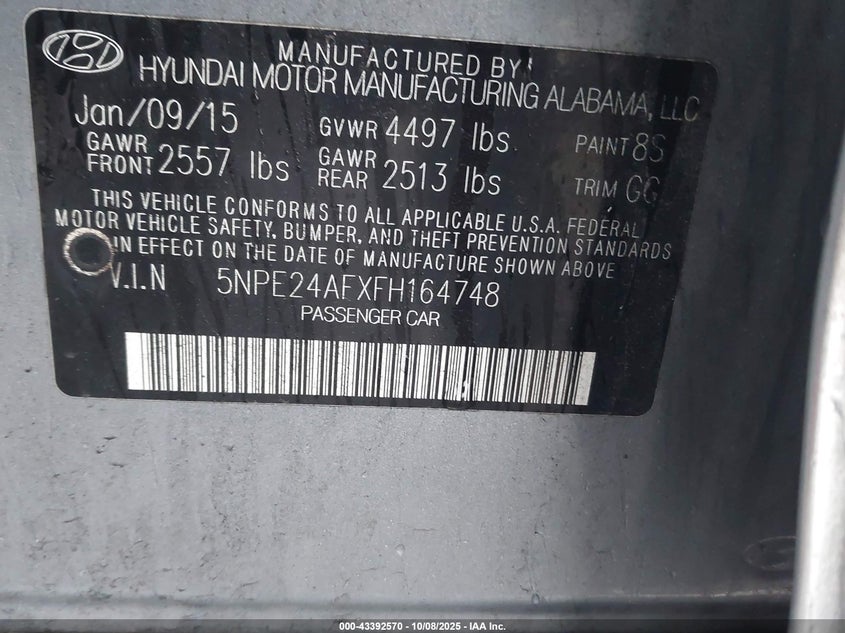 MANUFACTURED BY
HYUNDAI MOTOR MANUFACTURING ALABAMA, LLC
Jan/09/15 GVWR 4497 lbs PAINT 8S
GAWR FRONT 2557 lbs GAWR REAR 2513 lbs TRIM GG
THIS VEHICLE CONFORMS TO ALL APPLICABLE U.S.A. FEDERAL
MOTOR VEHICLE SAFETY, BUMPER, AND THEFT PREVENTION STANDARDS
IN EFFECT ON THE DATE OF MANUFACTURE SHOWN ABOVE
V.I.N 5NPE24AFXFH164748
PASSENGER CAR
000-43392570 - 10/08/2025 - IAA Inc.